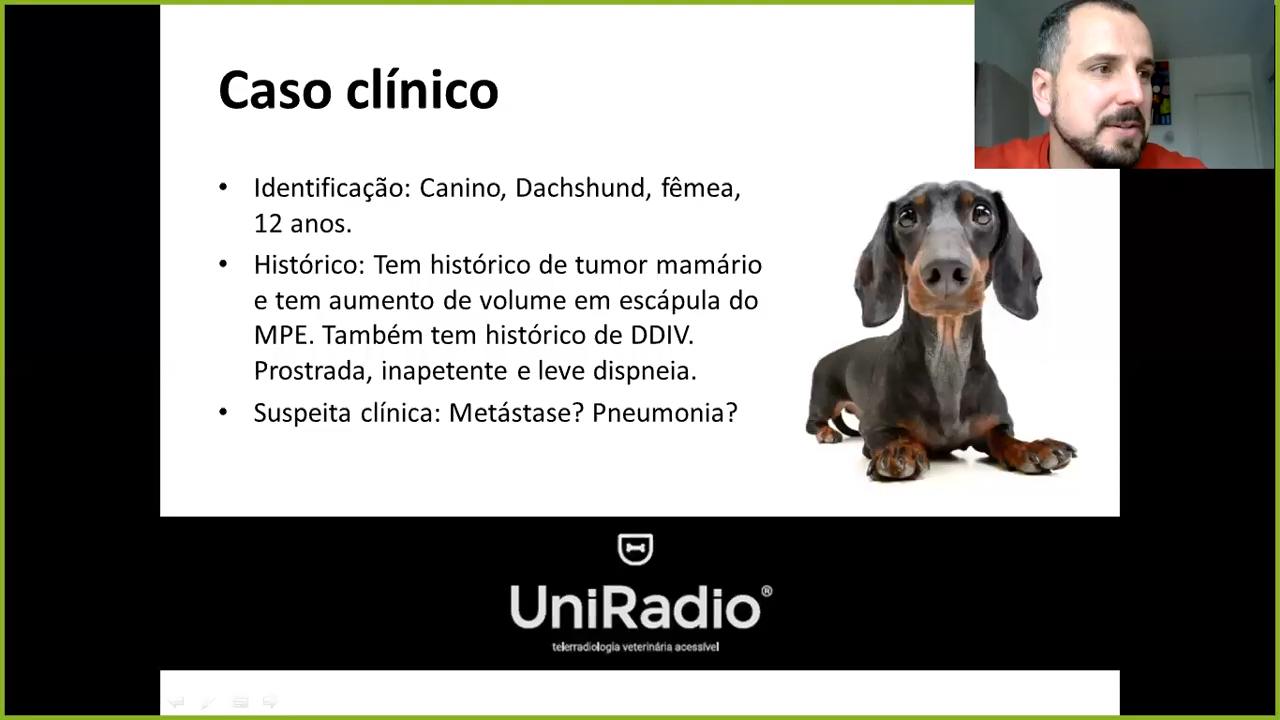 Caso clínico
• Identificação: Canino, Dachshund, fêmea,
12 anos.
• Histórico: Tem histórico de tumor mamário
e tem aumento de volume em escápula do
MPE. Também tem histórico de DDIV.
Prostrada, inapetente e leve dispneia.
• Suspeita clínica: Metástase? Pneumonia?
UniRadio®
telerradiologia veterinária acessível